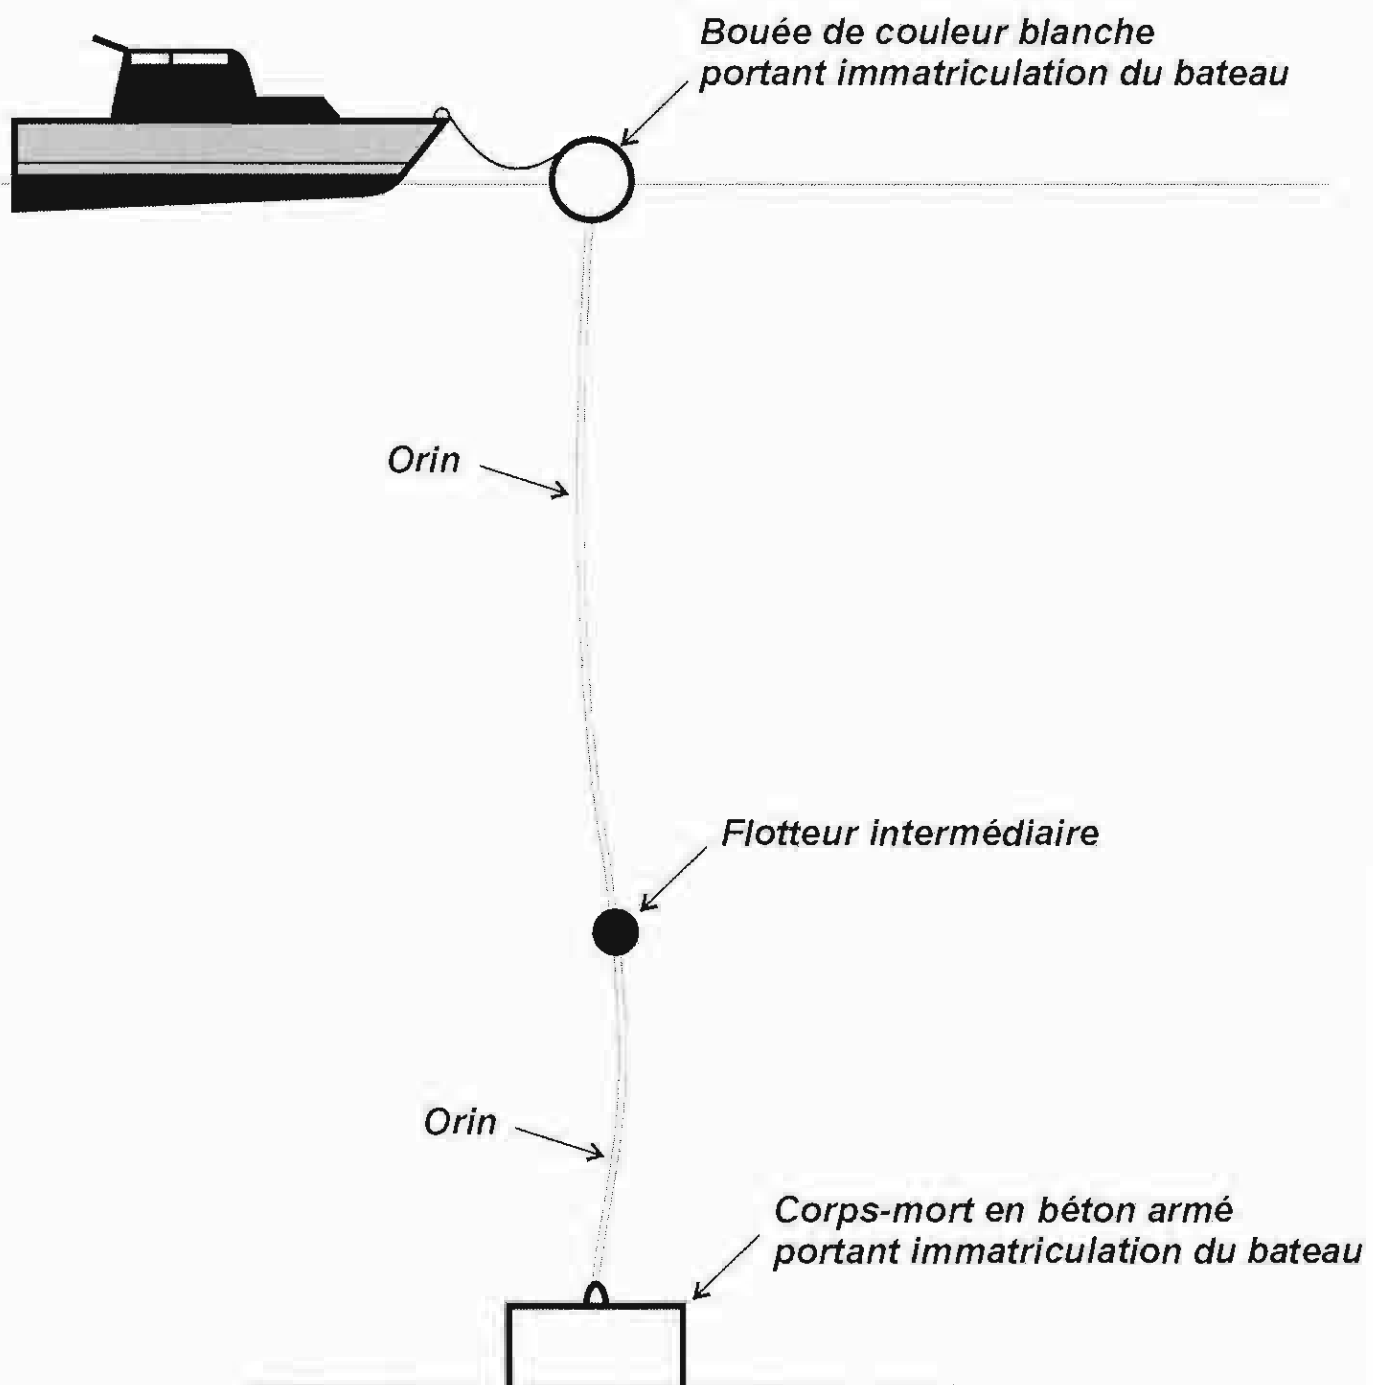 Bouée de couleur blanche
portant immatriculation du bateau
Orin
Flotteur intermédiaire
Orin
Corps-mort en béton armé
portant immatriculation du bateau